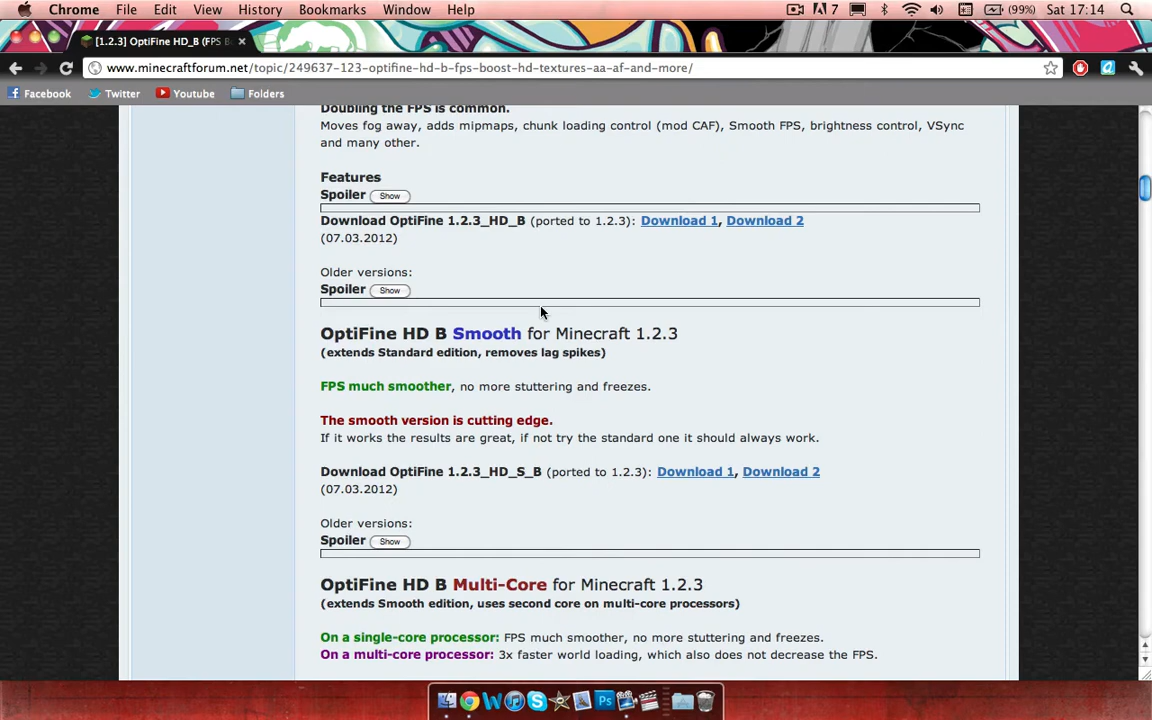 Chrome File Edit View History Bookmarks Window Help 7 (99%) Sat 17:14
[1.2.3] OptiFine HD_B (FPS B
www.minecraftforum.net/topic/249637-123-optifine-hd-b-fps-boost-hd-textures-aa-af-and-more/
Facebook Twitter YouTube Folders
Doubling the FPS is common.
Moves fog away, adds mipmaps, chunk loading control (mod CAF), Smooth FPS, brightness control, VSync
and many other.
Features
Spoiler Show
Download OptiFine 1.2.3_HD_B (ported to 1.2.3): Download 1, Download 2
(07.03.2012)
Older versions:
Spoiler Show
OptiFine HD B Smooth for Minecraft 1.2.3
(extends Standard edition, removes lag spikes)
FPS much smoother, no more stuttering and freezes.
The smooth version is cutting edge.
If it works the results are great, if not try the standard one it should always work.
Download OptiFine 1.2.3_HD_S_B (ported to 1.2.3): Download 1, Download 2
(07.03.2012)
Older versions:
Spoiler Show
OptiFine HD B Multi-Core for Minecraft 1.2.3
(extends Smooth edition, uses second core on multi-core processors)
On a single-core processor: FPS much smoother, no more stuttering and freezes.
On a multi-core processor: 3x faster world loading, which also does not decrease the FPS.
W Ps